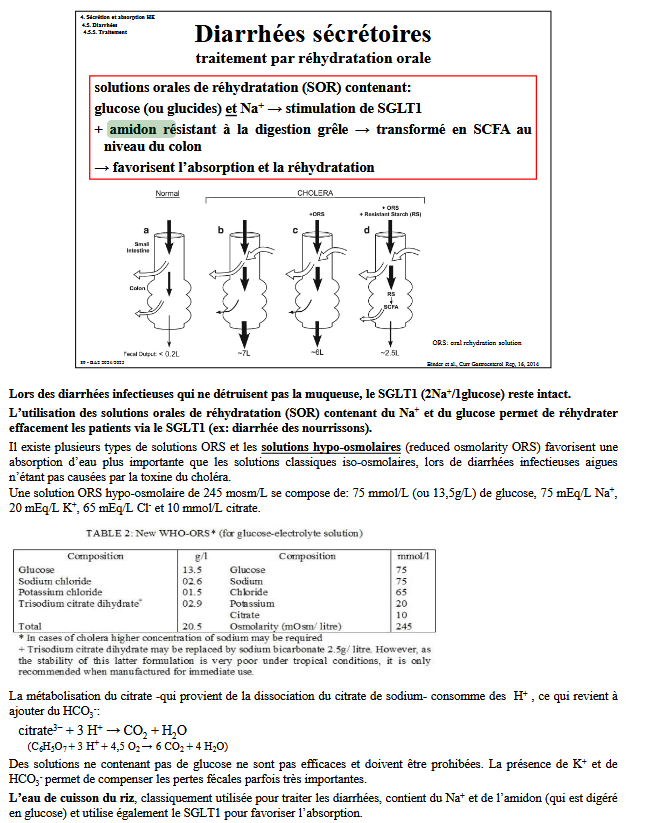 4. Sécrétion et absorption HE
4.5. Diarrhées
4.5.5. Traitement
Diarrhées sécrétoires
traitement par réhydratation orale
solutions orales de réhydratation (SOR) contenant:
glucose (ou glucides) et Na⁺ → stimulation de SGLT1
+ amidon résistant à la digestion grêle → transformé en SCFA au
niveau du colon
→ favorisent l'absorption et la réhydratation
Normal
CHOLERA
+ORS
+ ORS
+ Resistant Starch (RS)
a
b
c
d
Small
Intestine
Colon
RS
SCFA
Fecal Output: < 0.2L
~7L
~6L
~2.5L
ORS: oral rehydration solution
Binder et al, Curr Gastroenterol Rep, 16, 2014
Lors des diarrhées infectieuses qui ne détruisent pas la muqueuse, le SGLT1 (2Na⁺/1glucose) reste intact.
L'utilisation des solutions orales de réhydratation (SOR) contenant du Na⁺ et du glucose permet de réhydrater
effacement les patients via le SGLT1 (ex: diarrhée des nourrissons).
Il existe plusieurs types de solutions ORS et les solutions hypo-osmolaires (reduced osmolarity ORS) favorisent une
absorption d'eau plus importante que les solutions classiques iso-osmolaires, lors de diarrhées infectieuses aigues
n'étant pas causées par la toxine du choléra.
Une solution ORS hypo-osmolaire de 245 mosm/L se compose de: 75 mmol/L (ou 13,5g/L) de glucose, 75 mEq/L Na⁺,
20 mEq/L K⁺, 65 mEq/L Cl⁻ et 10 mmol/L citrate.
TABLE 2: New WHO-ORS* (for glucose-electrolyte solution)
Composition g/l Composition mmol/l
Glucose 13.5 Glucose 75
Sodium chloride 02.6 Sodium 75
Potassium chloride 01.5 Chloride 65
Trisodium citrate dihydrate⁺ 02.9 Potassium 20
Citrate 10
Total 20.5 Osmolarity (mOsm/ litre) 245
* In cases of cholera higher concentration of sodium may be required
+ Trisodium citrate dihydrate may be replaced by sodium bicarbonate 2.5g/ litre. However, as
the stability of this latter formulation is very poor under tropical conditions, it is only
recommended when manufactured for immediate use.
La métabolisation du citrate -qui provient de la dissociation du citrate de sodium- consomme des H⁺ , ce qui revient à
ajouter du HCO₃⁻:
citrate³⁻ + 3 H⁺ → CO₂ + H₂O
(C₆H₅O₇ + 3 H⁺ + 4,5 O₂ → 6 CO₂ + 4 H₂O)
Des solutions ne contenant pas de glucose ne sont pas efficaces et doivent être prohibées. La présence de K⁺ et de
HCO₃⁻ permet de compenser les pertes fécales parfois très importantes.
L'eau de cuisson du riz, classiquement utilisée pour traiter les diarrhées, contient du Na⁺ et de l'amidon (qui est digéré
en glucose) et utilise également le SGLT1 pour favoriser l'absorption.